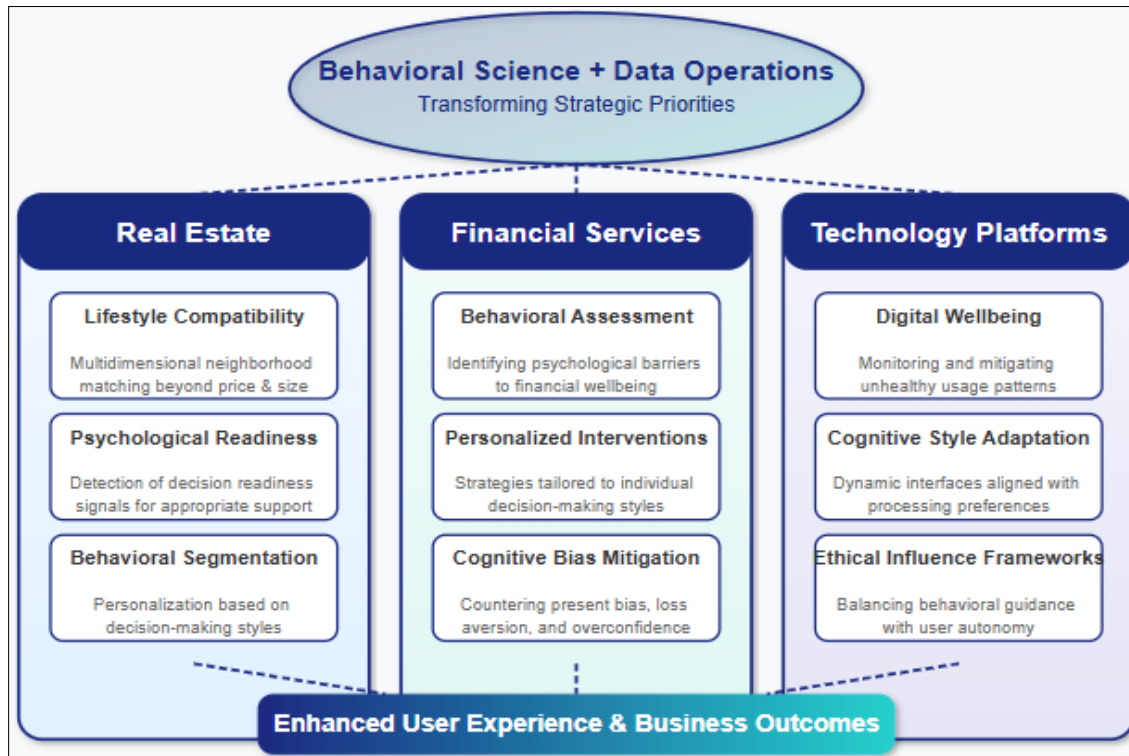 Behavioral Science + Data Operations
Transforming Strategic Priorities
Real Estate
Lifestyle Compatibility
Multidimensional neighborhood
matching beyond price & size
Psychological Readiness
Detection of decision readiness
signals for appropriate support
Behavioral Segmentation
Personalization based on
decision-making styles
Financial Services
Behavioral Assessment
Identifying psychological barriers
to financial wellbeing
Personalized Interventions
Strategies tailored to individual
decision-making styles
Cognitive Bias Mitigation
Countering present bias, loss
aversion, and overconfidence
Technology Platforms
Digital Wellbeing
Monitoring and mitigating
unhealthy usage patterns
Cognitive Style Adaptation
Dynamic interfaces aligned with
processing preferences
Ethical Influence Frameworks
Balancing behavioral guidance
with user autonomy
Enhanced User Experience & Business Outcomes